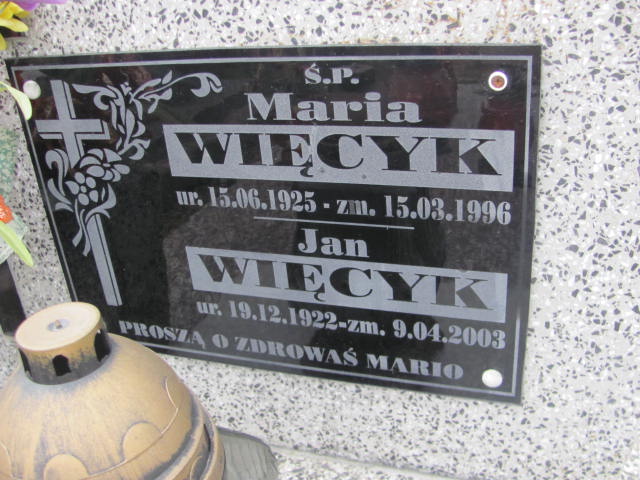 Ś.P.
Maria
WIĘCYK
ur. 15.06.1925 - zm. 15.03.1996
Jan
WIĘCYK
ur. 19.12.1922-zm. 9.04.2003
PROSZĄ O ZDROWAŚ MARIO